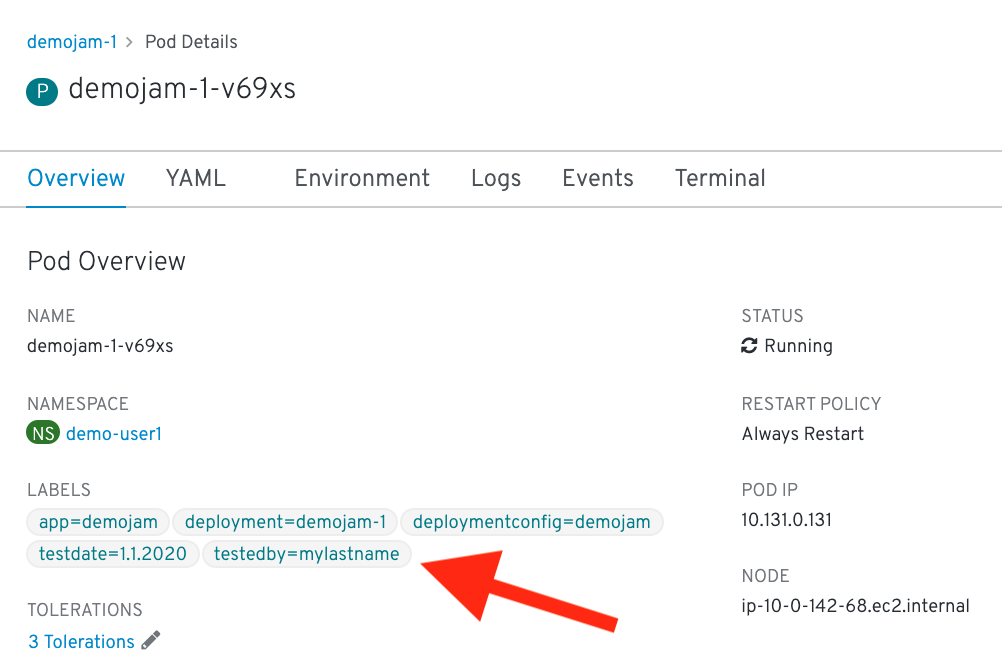 demojam-1 > Pod Details
P demojam-1-v69xs
Overview YAML Environment Logs Events Terminal
Pod Overview
NAME
demojam-1-v69xs
NAMESPACE
NS demo-user1
LABELS
app=demojam deployment=demojam-1 deploymentconfig=demojam
testdate=1.1.2020 testedby=mylastname
TOLERATIONS
3 Tolerations
STATUS
Running
RESTART POLICY
Always Restart
POD IP
10.131.0.131
NODE
ip-10-0-142-68.ec2.internal